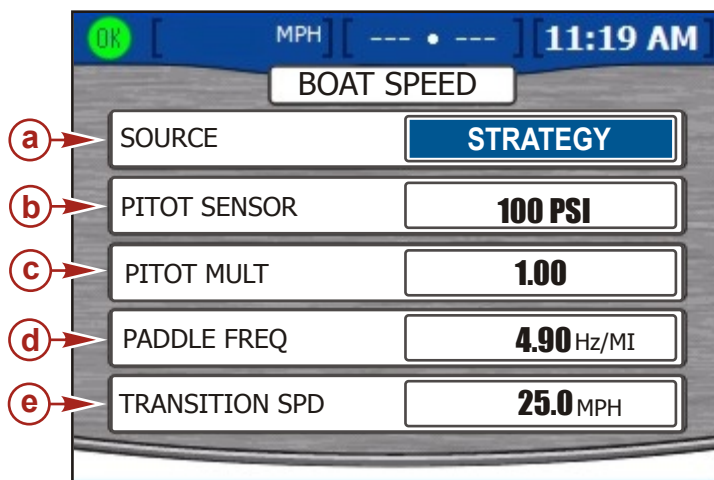 OK [ MPH ] [ --- • --- ] [ 11:19 AM ]
BOAT SPEED
a SOURCE STRATEGY
b PITOT SENSOR 100 PSI
c PITOT MULT 1.00
d PADDLE FREQ 4.90 Hz/MI
e TRANSITION SPD 25.0 MPH